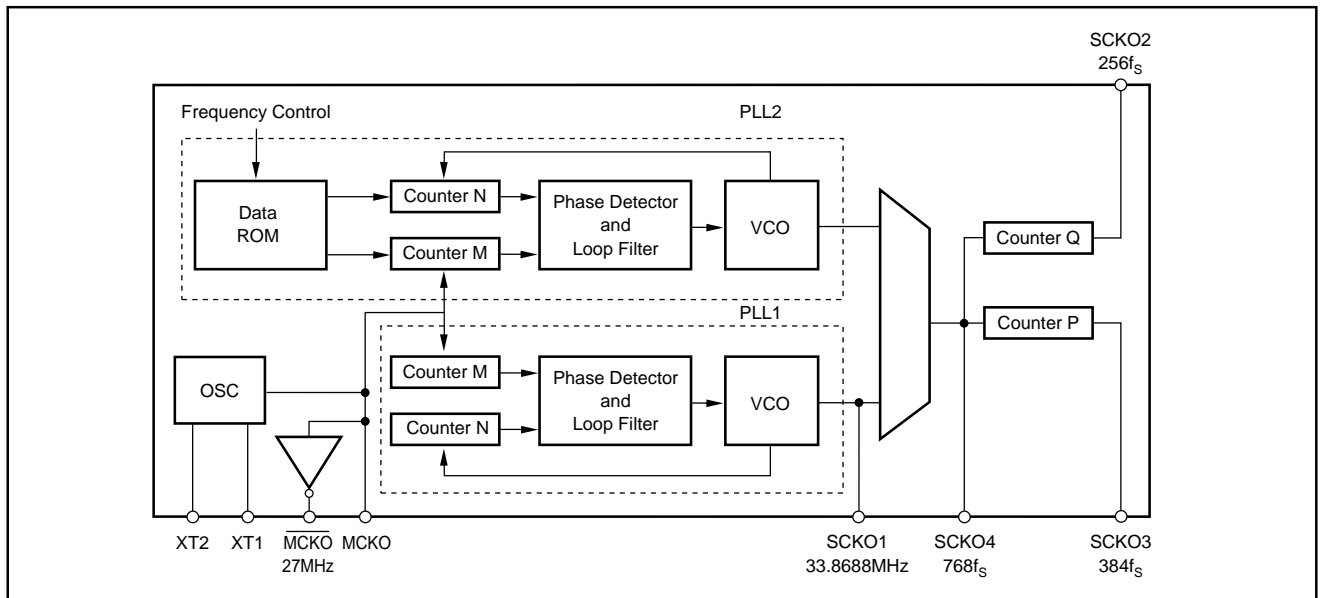 SCKO2
256fS
Frequency Control
PLL2
Data
ROM
Counter N
Counter M
Phase Detector
and
Loop Filter
VCO
Counter Q
Counter P
PLL1
OSC
Counter M
Counter N
Phase Detector
and
Loop Filter
VCO
XT2
XT1
MCKO
27MHz
MCKO
SCKO1
33.8688MHz
SCKO4
768fS
SCKO3
384fS